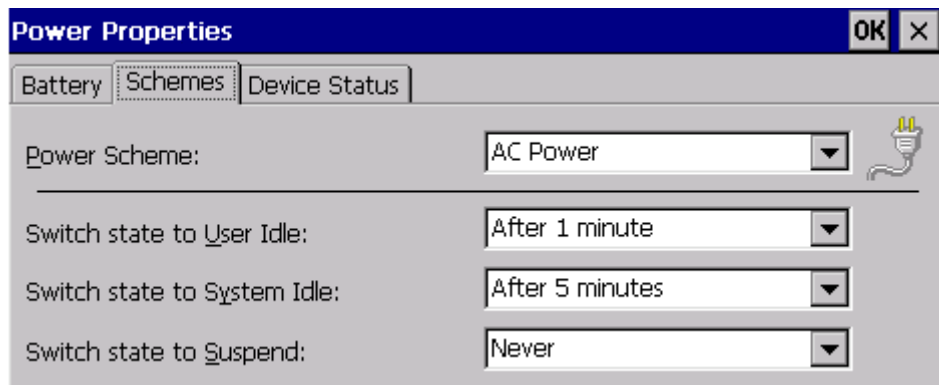 Power Properties OK ×
Battery Schemes Device Status
Power Scheme: AC Power
Switch state to User Idle: After 1 minute
Switch state to System Idle: After 5 minutes
Switch state to Suspend: Never